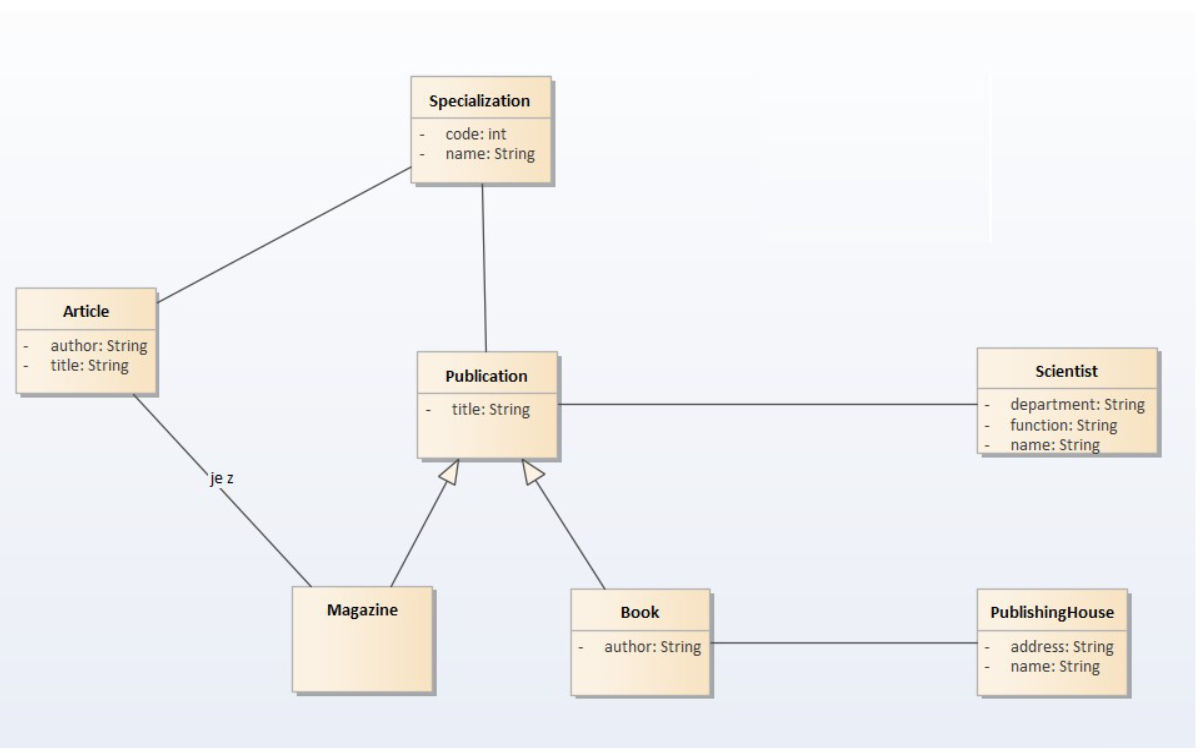 Specialization
- code: int
- name: String
Article
- author: String
- title: String
Publication
- title: String
Scientist
- department: String
- function: String
- name: String
je z
Magazine
Book
- author: String
PublishingHouse
- address: String
- name: String